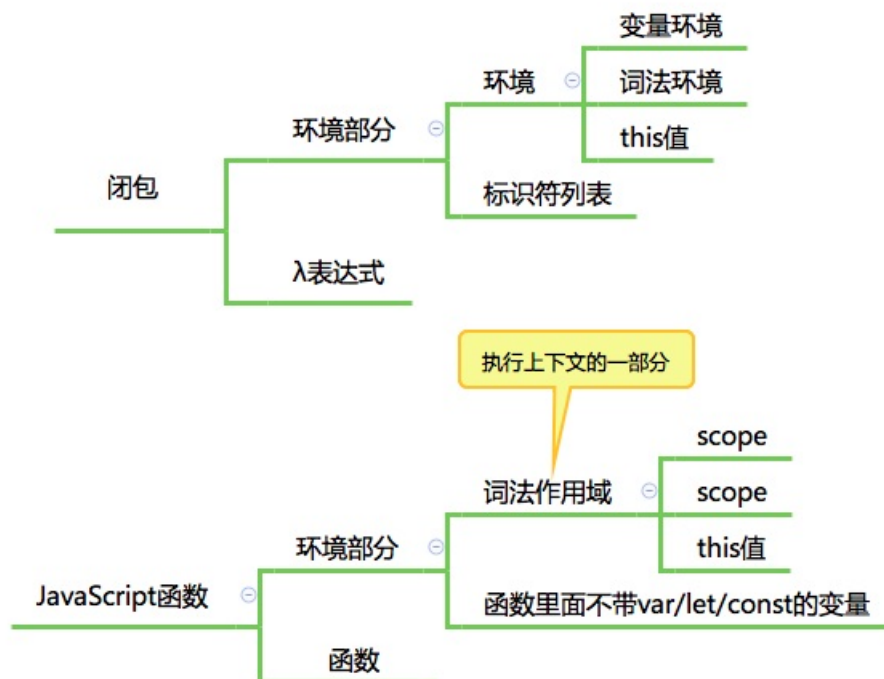 变量环境
环境
词法环境
环境部分
this值
闭包
标识符列表
λ表达式
执行上下文的一部分
scope
词法作用域
scope
环境部分
this值
JavaScript函数
函数里面不带var/let/const的变量
函数